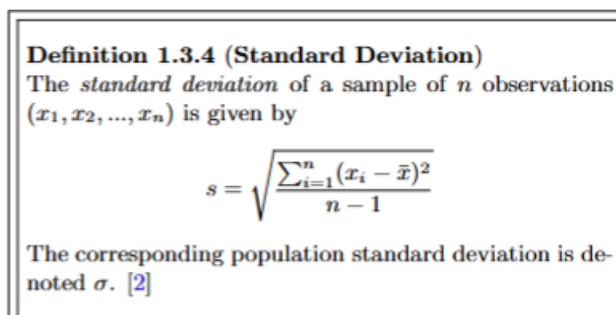 Definition 1.3.4 (Standard Deviation)
The standard deviation of a sample of n observations
(x₁, x₂, ..., xₙ) is given by
s = √(∑ⁿᵢ₌₁(xᵢ − x̄)² / (n − 1))
The corresponding population standard deviation is de-
noted σ. [2]